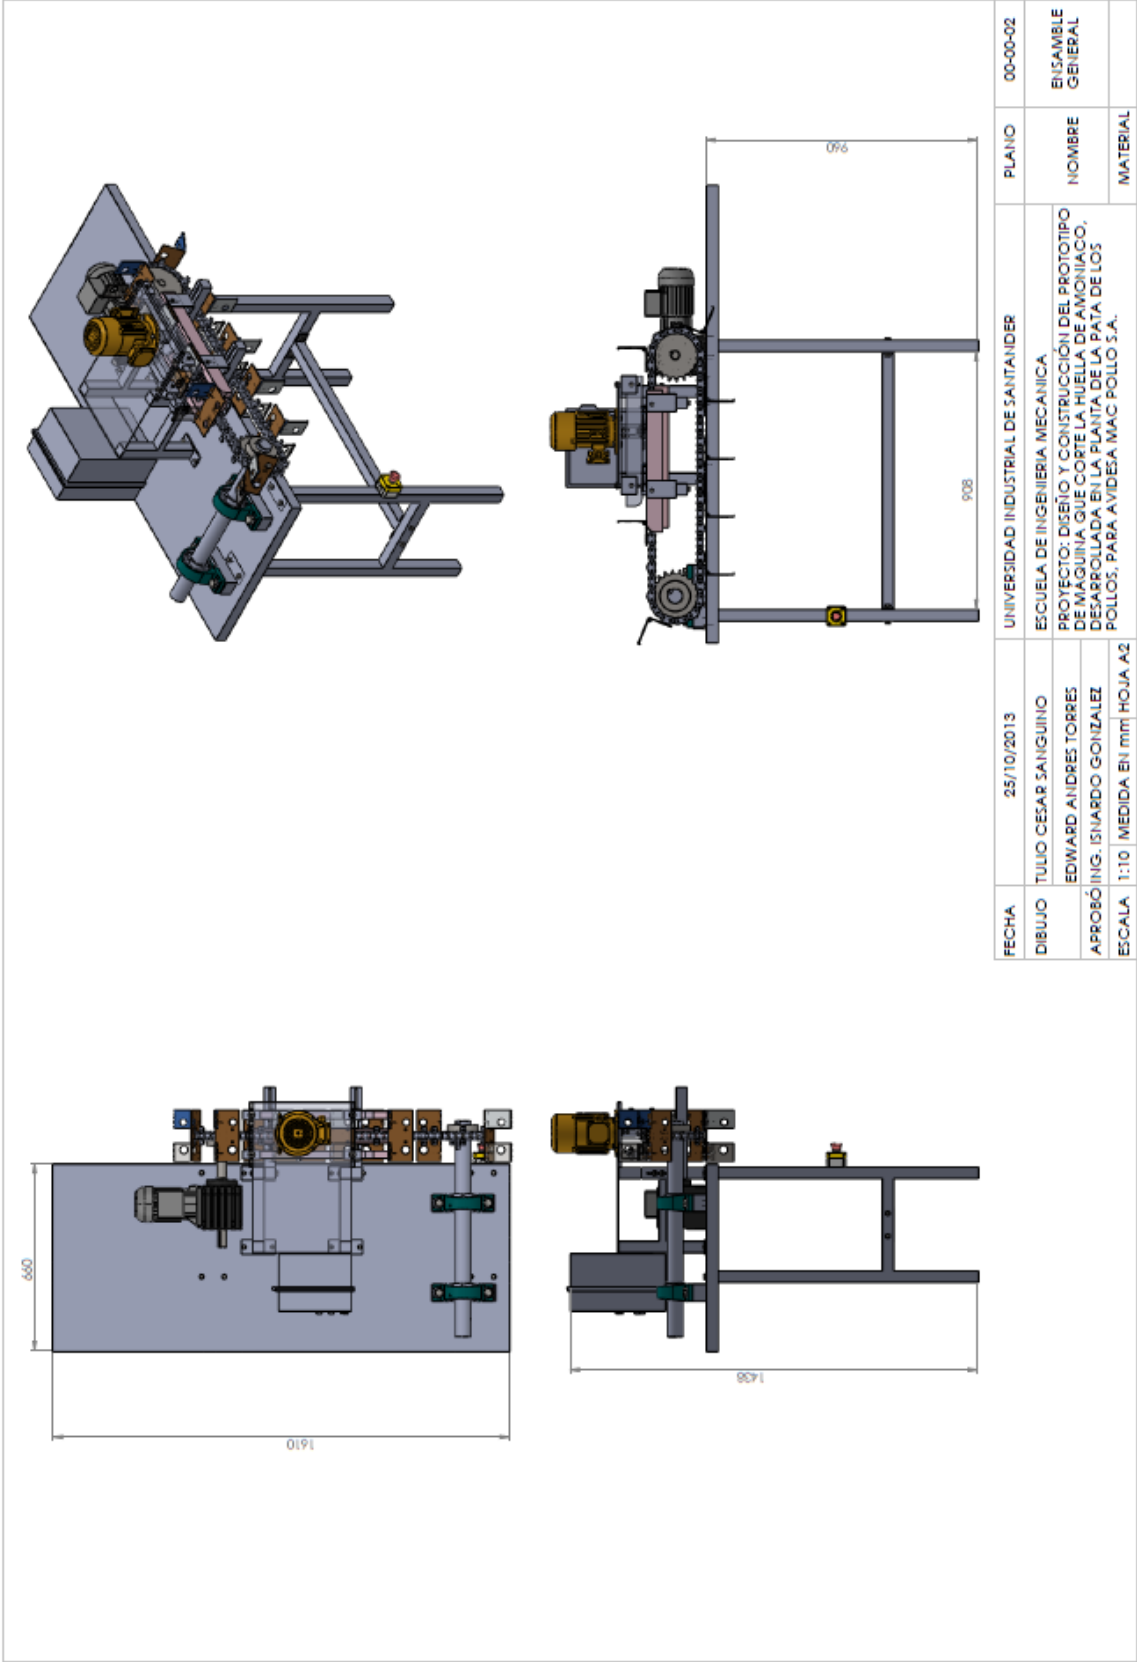 660
1610
1438
960
908
FECHA 25/10/2013 UNIVERSIDAD INDUSTRIAL DE SANTANDER PLANO 00-00-02
DIBUJO TULIO CESAR SANGUINO ESCUELA DE INGENIERIA MECANICA NOMBRE ENSAMBLE
GENERAL
EDWARD ANDRES TORRES PROYECTO: DISEÑO Y CONSTRUCCIÓN DEL PROTOTIPO
DE MAQUINA QUE CORTE LA HUELLA DE AMONIACO,
APROBÓ ING. ISNARDO GONZALEZ DESARROLLADA EN LA PLANTA DE LA PATA DE LOS
ESCALA 1:10 MEDIDA EN mm HOJA A2 POLLOS, PARA AVIDESA MAC POLLO S.A. MATERIAL